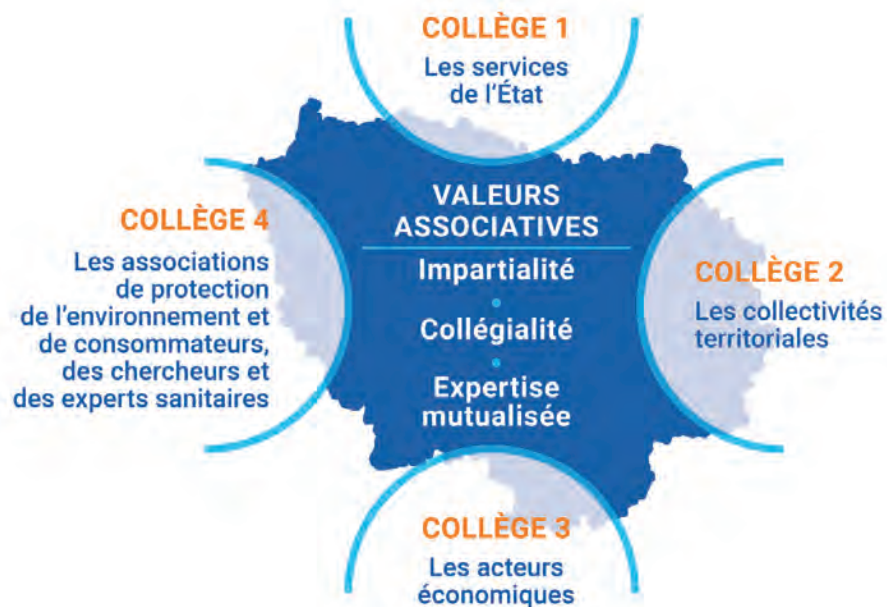 COLLÈGE 1
Les services
de l'État
VALEURS
ASSOCIATIVES
Impartialité
•
Collégialité
•
Expertise
mutualisée
COLLÈGE 4
Les associations
de protection
de l'environnement et
de consommateurs,
des chercheurs et
des experts sanitaires
COLLÈGE 2
Les collectivités
territoriales
COLLÈGE 3
Les acteurs
économiques